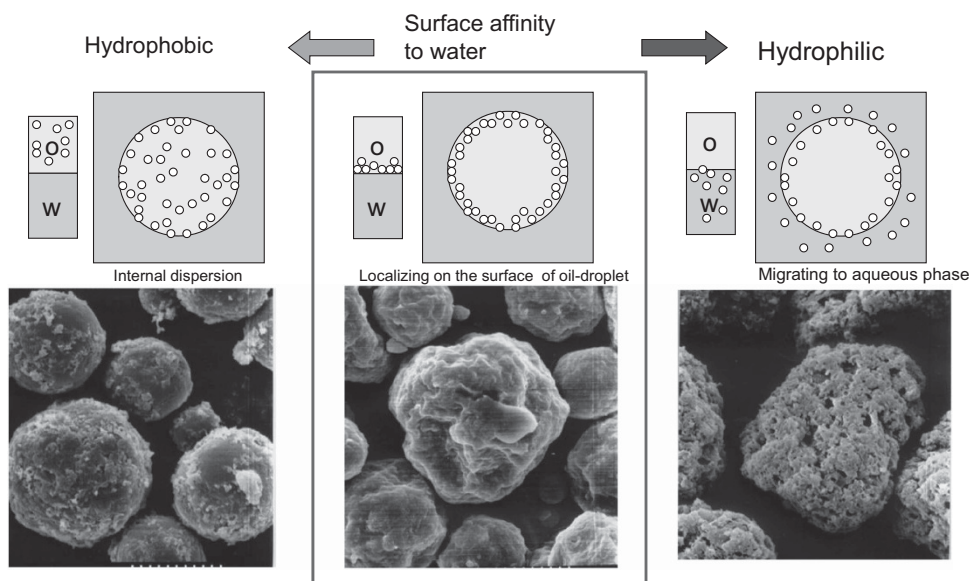 Surface affinity
to water
Hydrophobic
Hydrophilic
O
W
O
W
O
W
Internal dispersion
Localizing on the surface of oil-droplet
Migrating to aqueous phase